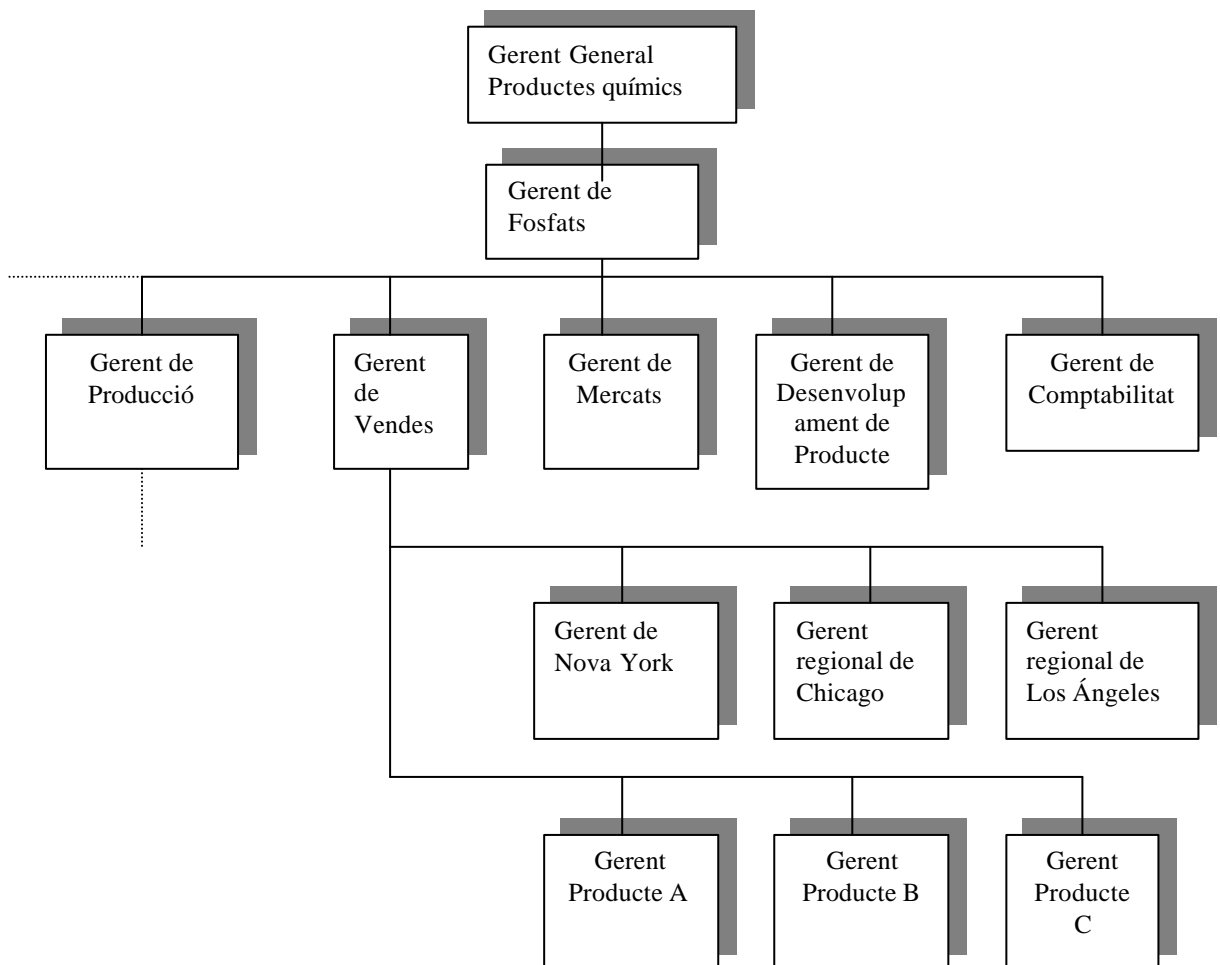 Gerent General
Productes químics
Gerent de
Fosfats
Gerent de
Producció
Gerent
de
Vendes
Gerent de
Mercats
Gerent de
Desenvolup
ament de
Producte
Gerent de
Comptabilitat
Gerent de
Nova York
Gerent
regional de
Chicago
Gerent
regional de
Los Ángeles
Gerent
Producte A
Gerent
Producte B
Gerent
Producte
C